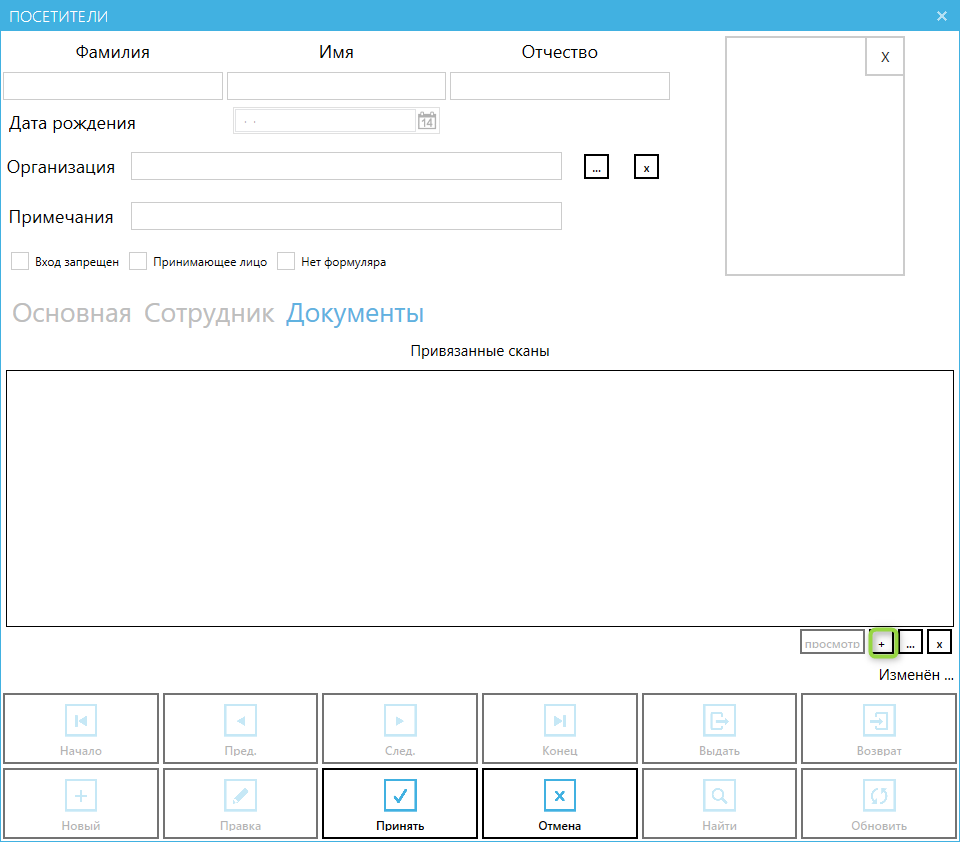 ПОСЕТИТЕЛИ
Фамилия Имя Отчество
X
Дата рождения . . 14
Организация ... x
Примечания
Вход запрещен Принимающее лицо Нет формуляра
Основная Сотрудник Документы
Привязанные сканы
просмотр + ... x
Изменён ...
Начало Пред. След. Конец Выдать Возврат
Новый Правка Принять Отмена Найти Обновить